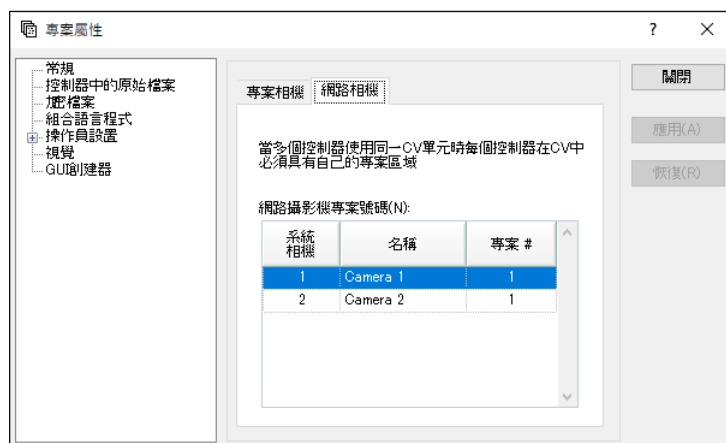 專案屬性
?
常規
控制器中的原始檔案
加密檔案
組合語言程式
操作員設置
視覺
GUI創建器
專案相機
網路相機
當多個控制器使用同一CV單元時每個控制器在CV中
必須具有自己的專案區域
網路攝影機專案號碼(N):
系統
相機
名稱
專案 #
1 Camera 1 1
2 Camera 2 1
關閉
應用(A)
恢復(R)